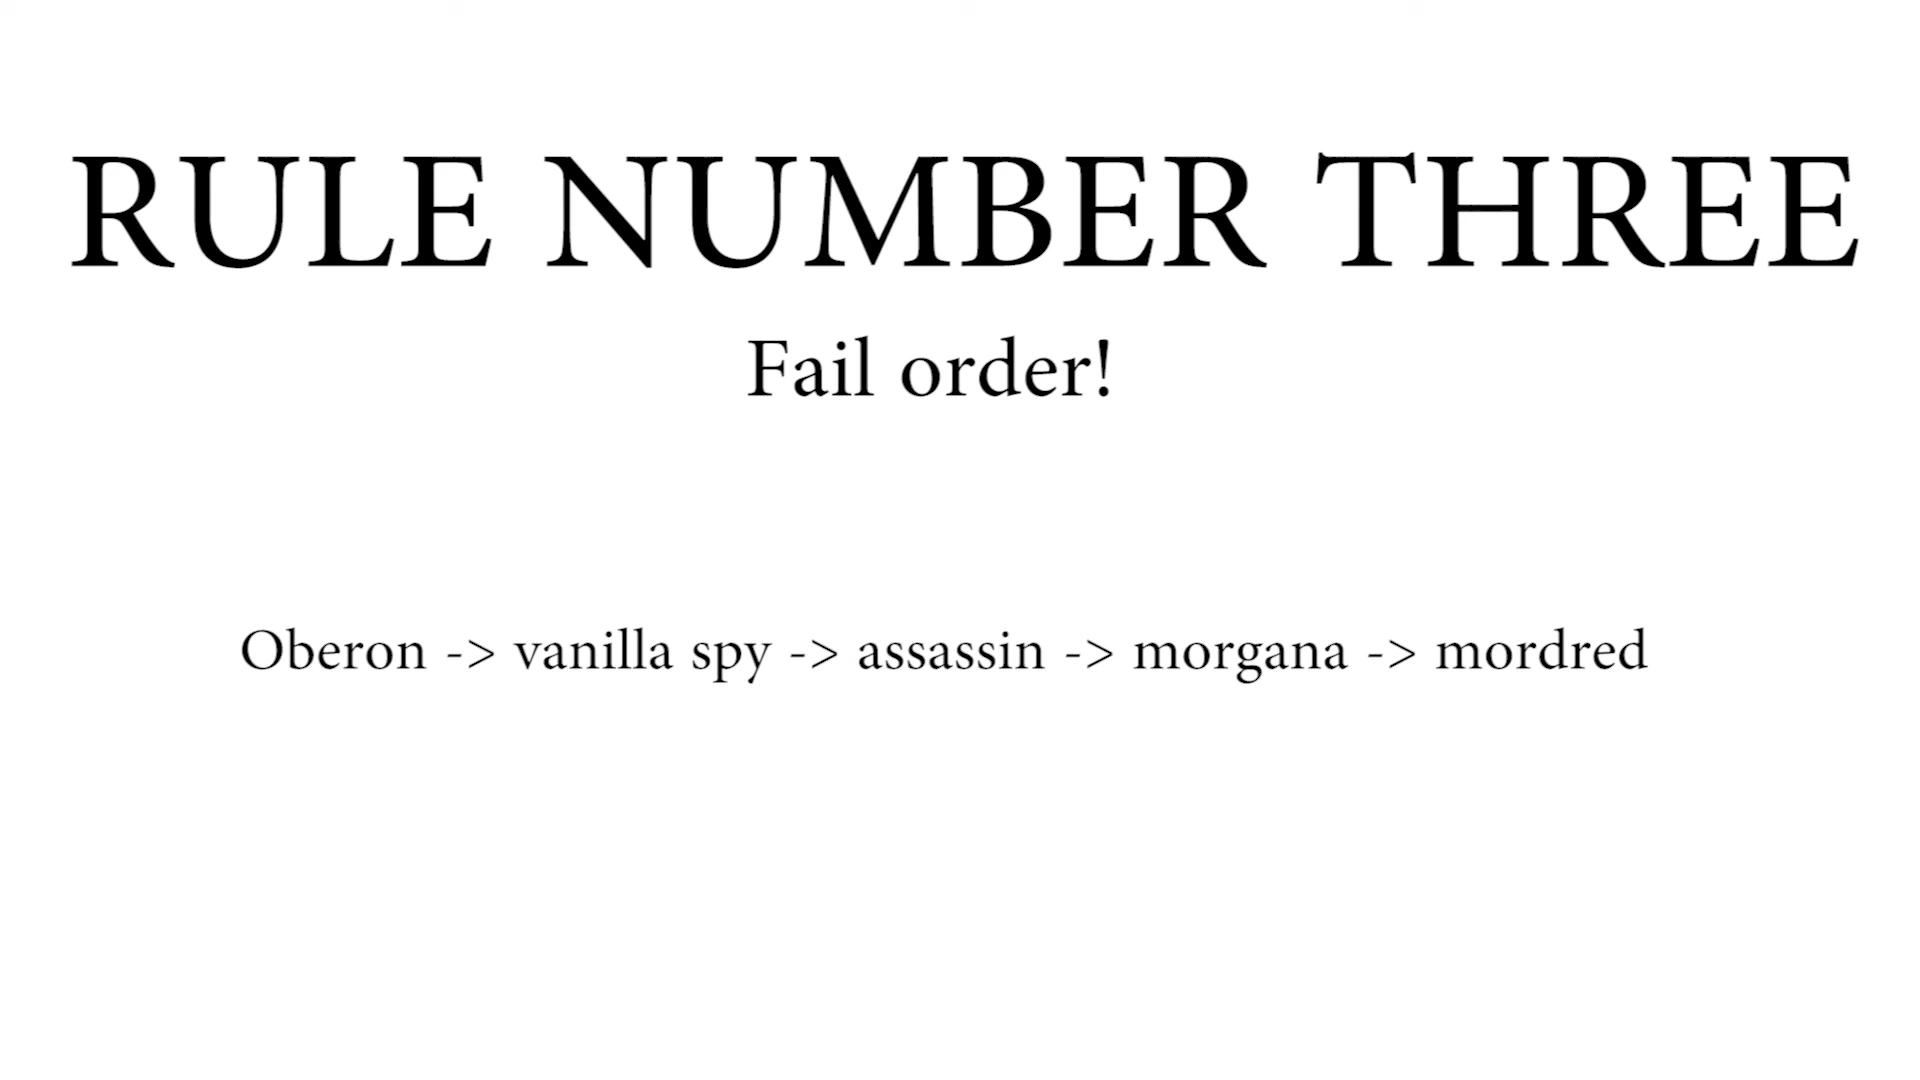 RULE NUMBER THREE
Fail order!
Oberon -> vanilla spy -> assassin -> morgana -> mordred